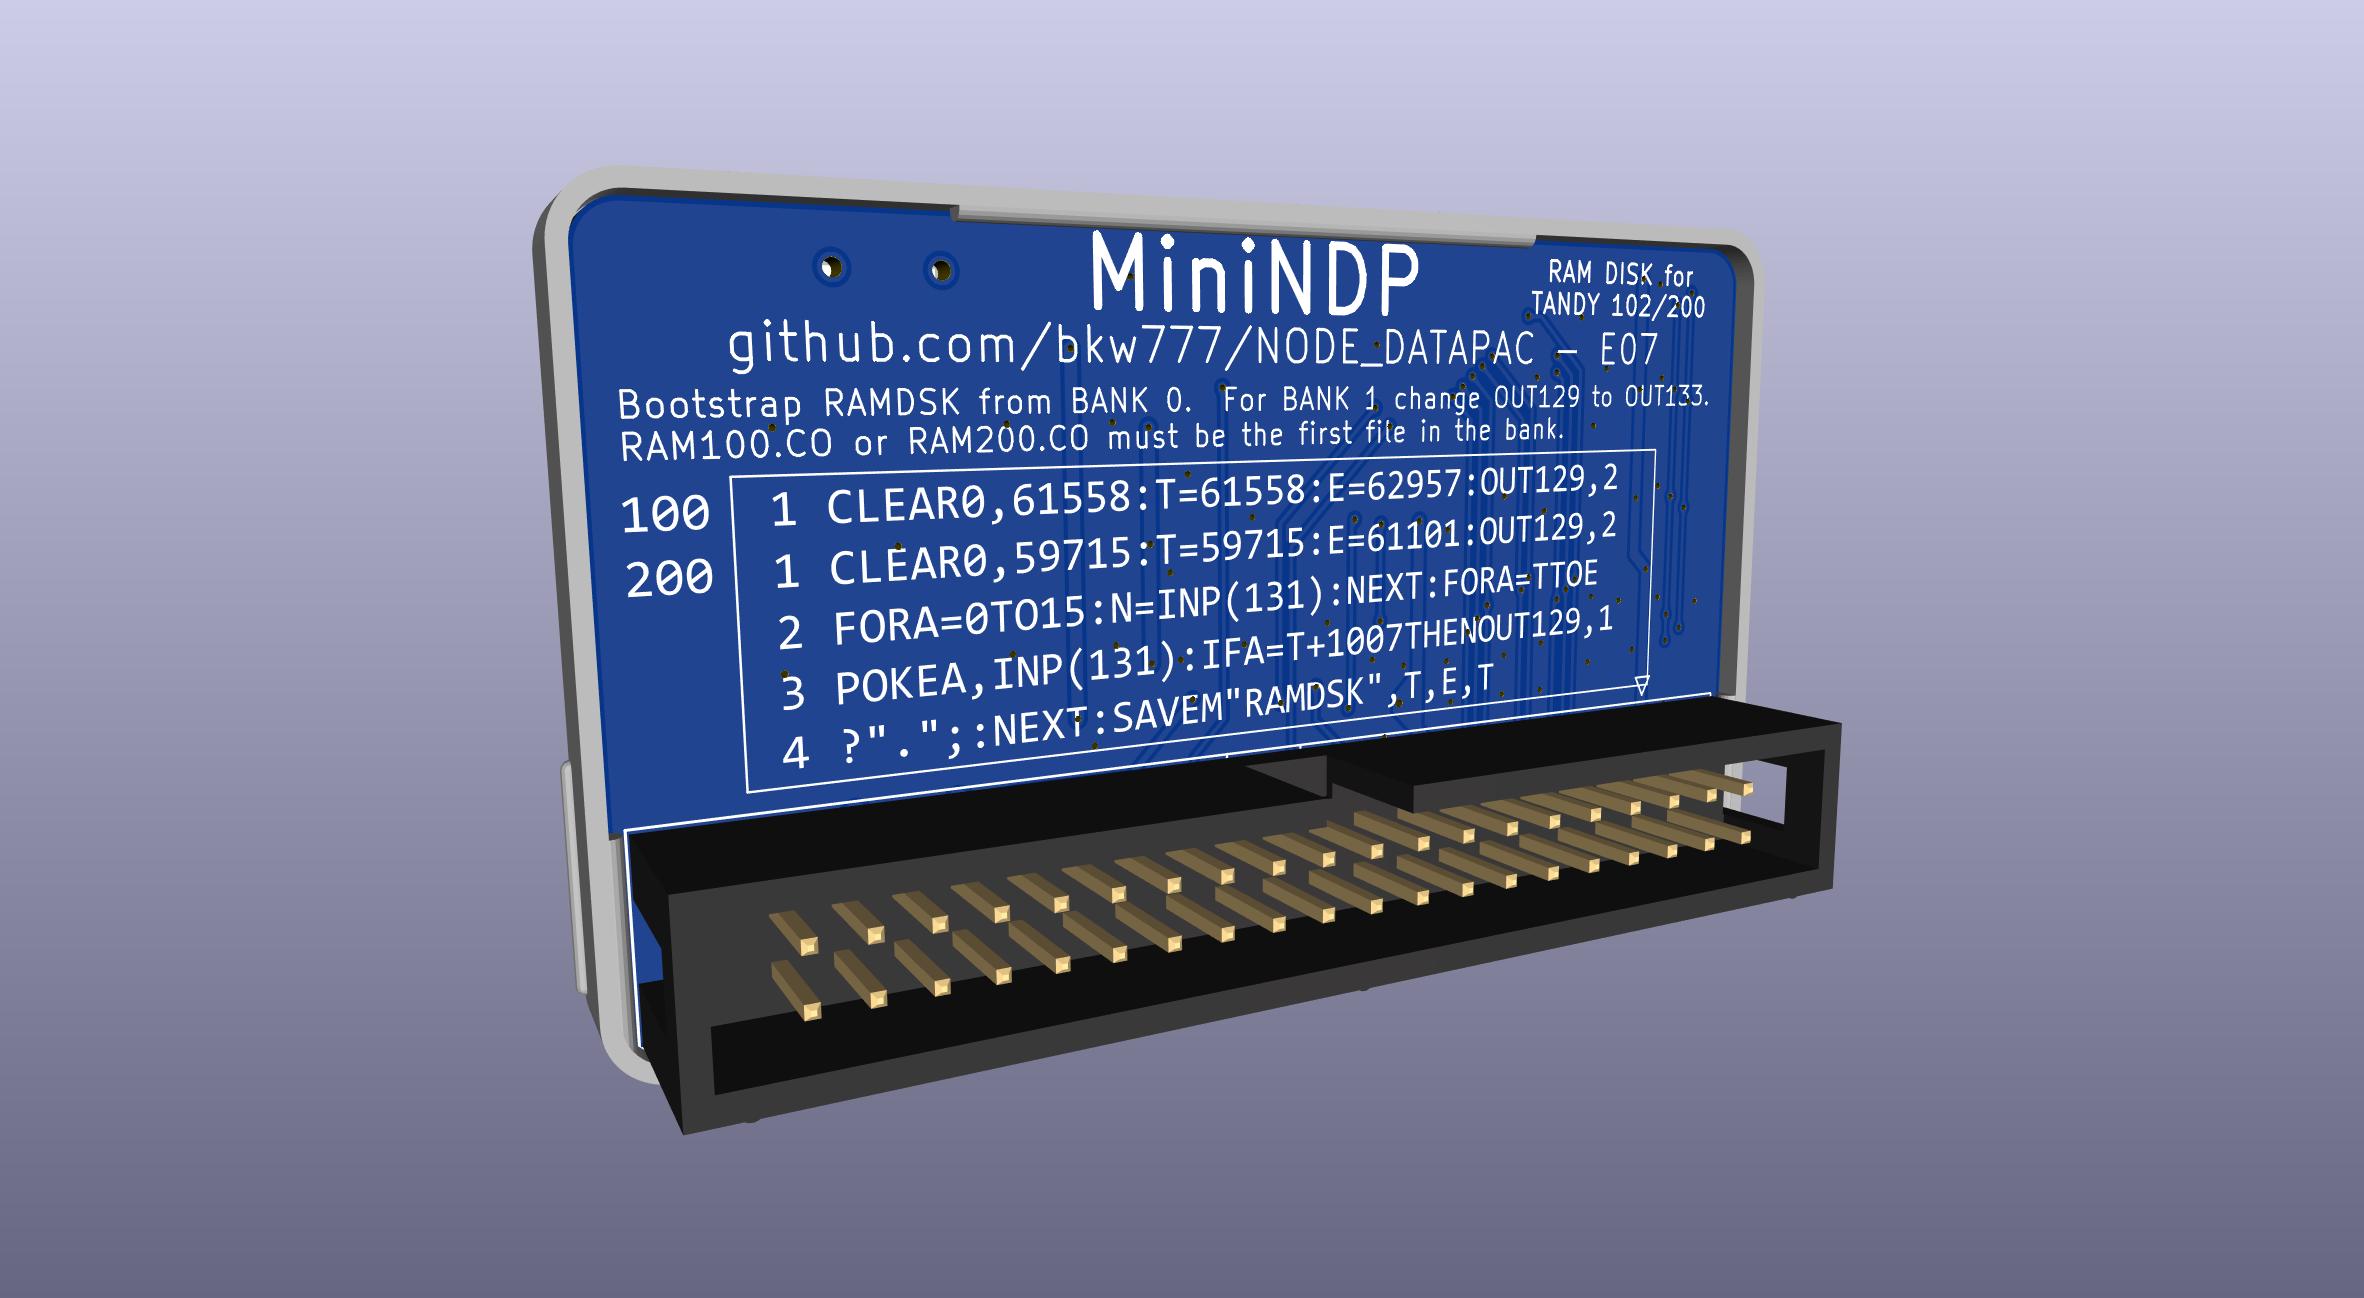 MiniNDP
RAM DISK for
TANDY 102/200
github.com/bkw777/NODE_DATAPAC – E07
Bootstrap RAMDSK from BANK 0. For BANK 1 change OUT129 to OUT133.
RAM100.CO or RAM200.CO must be the first file in the bank.
100 1 CLEAR0,61558:T=61558:E=62957:OUT129,2
200 1 CLEAR0,59715:T=59715:E=61101:OUT129,2
2 FORA=0TO15:N=INP(131):NEXT:FORA=TTOE
3 POKEA,INP(131):IFA=T+1007THENOUT129,1
4 ?".";:NEXT:SAVEM"RAMDSK",T,E,T